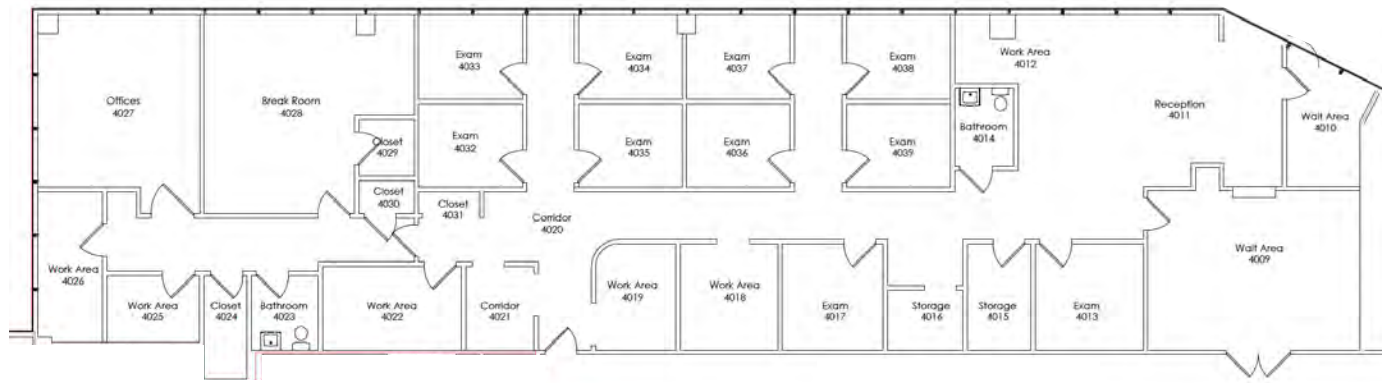 Exam
4033
Exam
4034
Exam
4037
Exam
4038
Work Area
4012
Offices
4027
Break Room
4028
Reception
4011
Wait Area
4010
Closet
4029
Exam
4032
Exam
4035
Exam
4036
Exam
4039
Bathroom
4014
Closet
4030
Closet
4031
Corridor
4020
Wait Area
4009
Work Area
4026
Work Area
4025
Closet
4024
Bathroom
4023
Work Area
4022
Corridor
4021
Work Area
4019
Work Area
4018
Exam
4017
Storage
4016
Storage
4015
Exam
4013